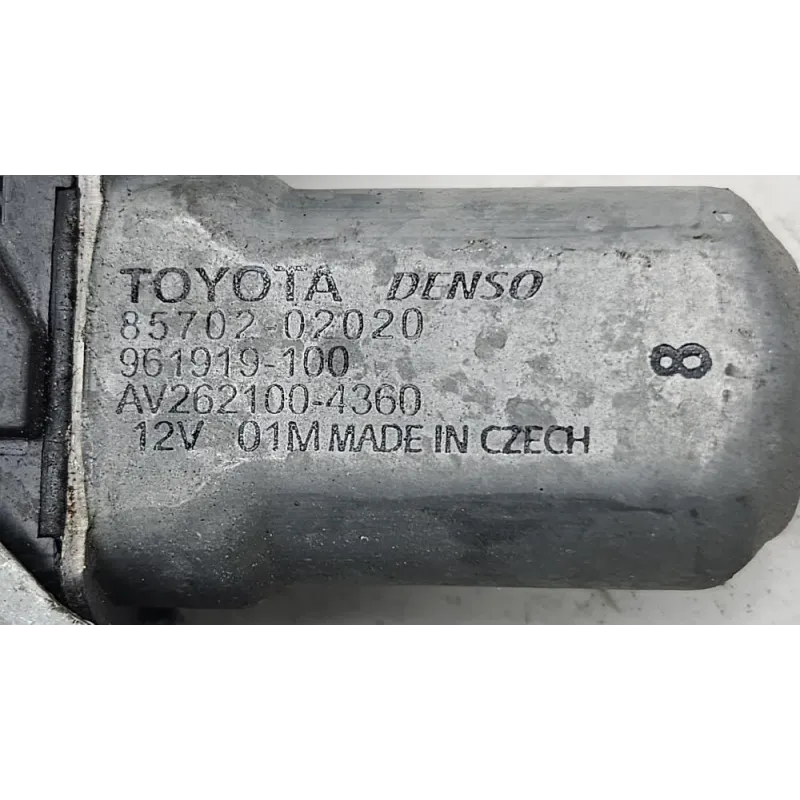 TOYOTA DENSO
85702-02020
961919-100
AV262100-4360
12V 01M MADE IN CZECH
8